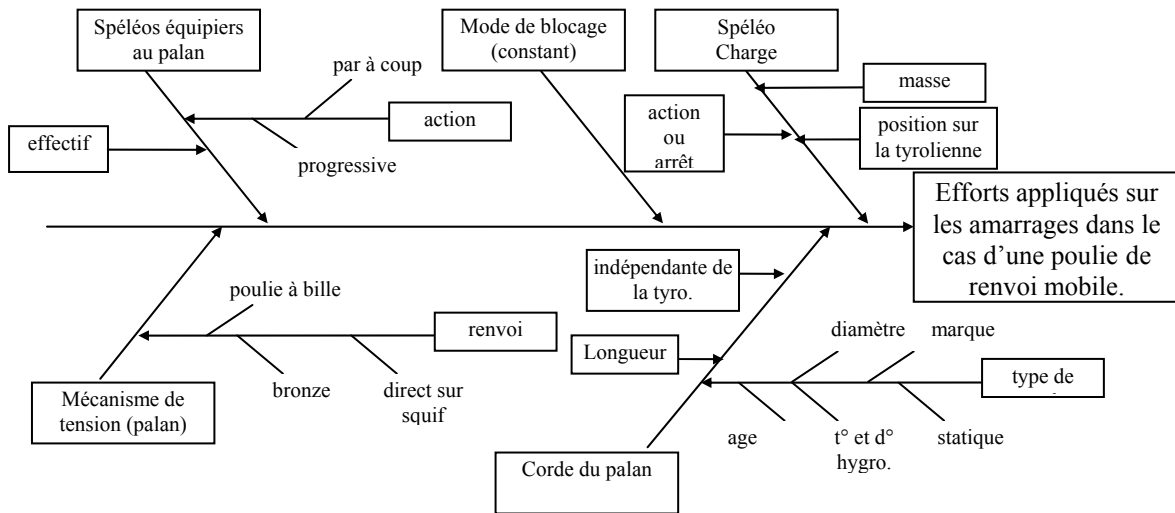 Spéléos équipiers
au palan
Mode de blocage
(constant)
Spéléo
Charge
par à coup
masse
action
action
ou
arrêt
position sur
la tyrolienne
effectif
progressive
Efforts appliqués sur
les amarrages dans le
cas d’une poulie de
renvoi mobile.
indépendante de
la tyro.
poulie à bille
renvoi
diamètre
marque
Longueur
bronze
direct sur
squif
type de
Mécanisme de
tension (palan)
age
t° et d°
hygro.
statique
Corde du palan